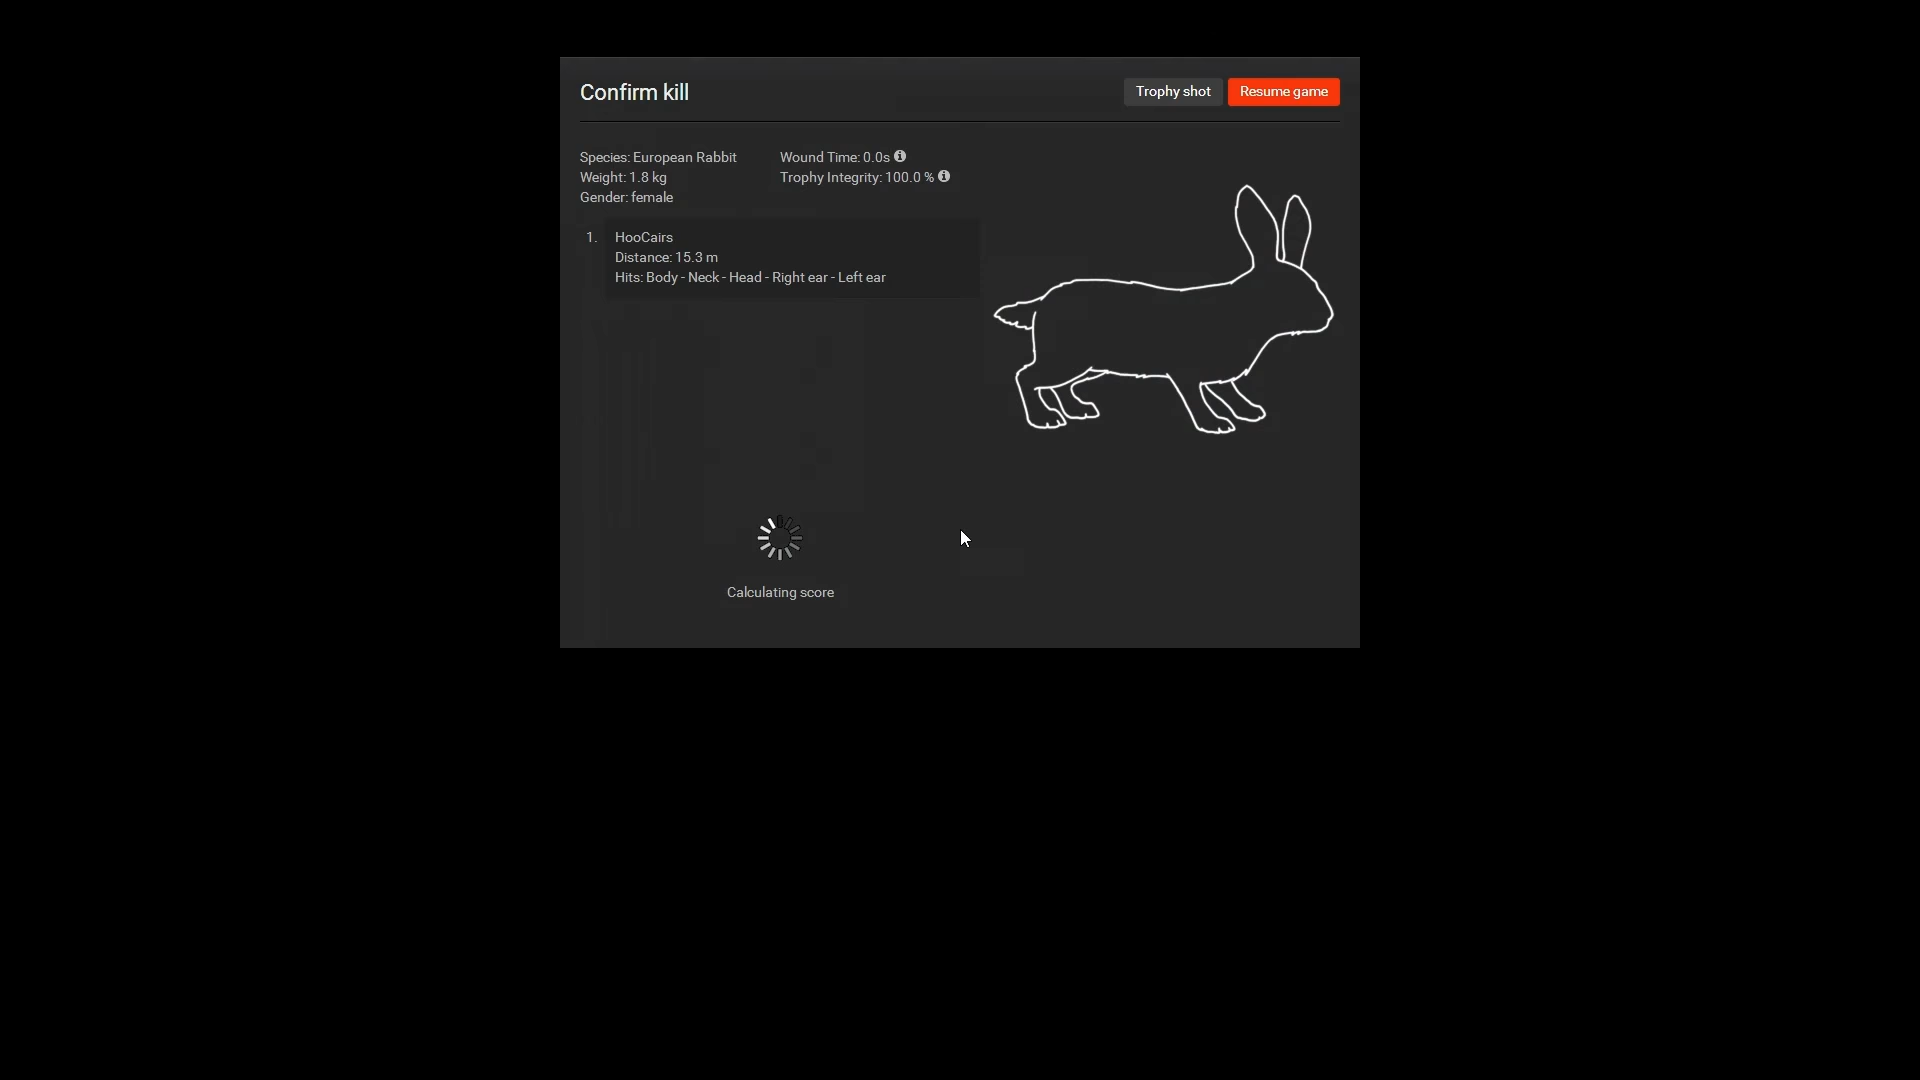 Confirm kill
Trophy shot
Resume game
Species: European Rabbit
Weight: 1.8 kg
Gender: female
Wound Time: 0.0s
Trophy Integrity: 100.0 %
1.
HooCairs
Distance: 15.3 m
Hits: Body - Neck - Head - Right ear - Left ear
Calculating score